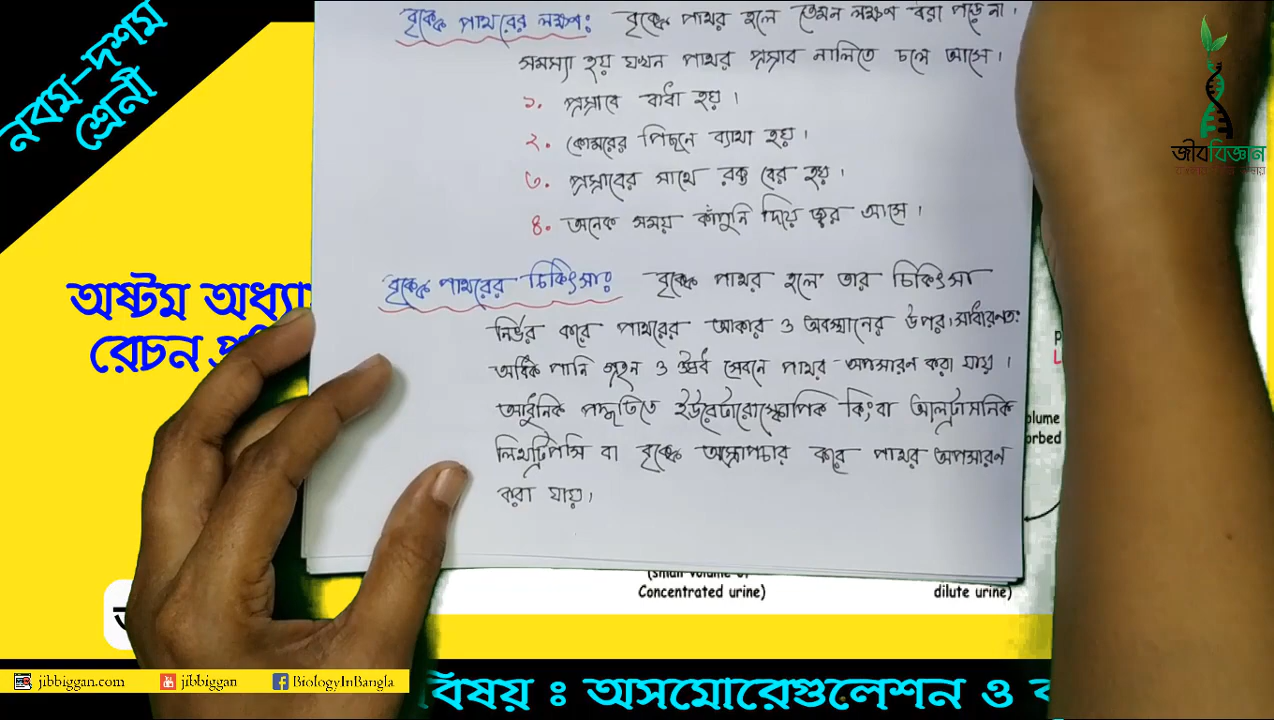 নবম-দশম
শ্রেণী
বৃক্কে পাথরের লক্ষণঃ বৃক্কে পাথর হলে তেমন লক্ষণ ধরা পড়ে না।
সমস্যা হয় যখন পাথর প্রস্রাব নালিতে চলে আসে।
১. প্রস্রাবে বাধা হয়।
২. কোমরের পিছনে ব্যাথা হয়।
৩. প্রস্রাবের সাথে রক্ত বের হয়।
৪. অনেক সময় কাঁপুনি দিয়ে জ্বর আসে।
বৃক্কে পাথরের চিকিৎসাঃ বৃক্কে পাথর হলে তার চিকিৎসা
নির্ভর করে পাথরের আকার ও অবস্থানের উপর। সাধারণতঃ
অধিক পানি গ্রহন ও ঔষধ সেবনে পাথর অপসারণ করা যায়।
আধুনিক পদ্ধতিতে ইউরেটারোস্কোপিক কিংবা আল্ট্রাসনিক
লিথট্রিপসি বা বৃক্কে অস্ত্রোপচার করে পাথর অপসারণ
করা যায়।
অষ্টম অধ্যা
রেচন প্র
জীববিজ্ঞান
olume
orbed
Concentrated urine)
dilute urine)
jibbiggan.com
jibbiggan
BiologyInBangla
বিষয় : অসমোরেগুলেশন ও